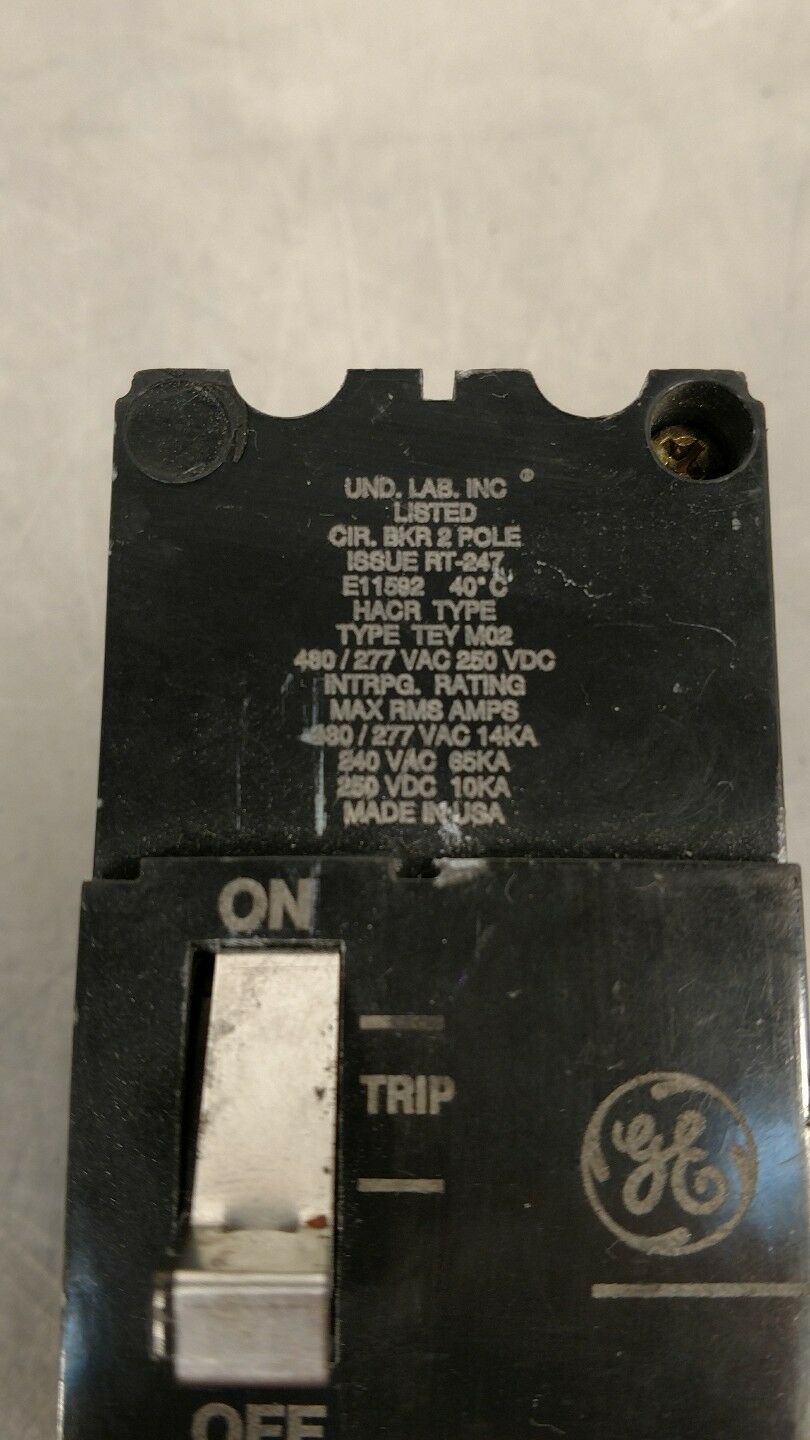 UND. LAB. INC ®
LISTED
CIR. BKR 2 POLE
ISSUE RT-247
E11592 40°C
HACR TYPE
TYPE TEY M02
480 / 277 VAC 250 VDC
INTRPG. RATING
MAX RMS AMPS
480 / 277 VAC 14KA
240 VAC 65KA
250 VDC 10KA
MADE IN USA
ON
TRIP
GE
OFF